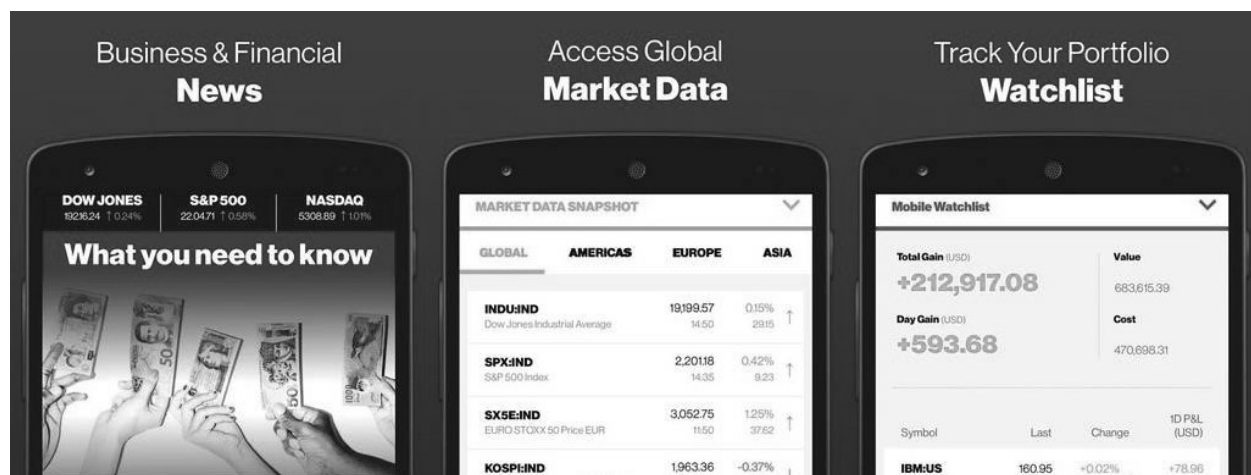 Business & Financial
News
DOW JONES
19216.24 ↑ 0.24%
S&P 500
2204.71 ↑ 0.58%
NASDAQ
5308.89 ↑ 1.01%
What you need to know
50
50
1000
Access Global
Market Data
MARKET DATA SNAPSHOT
GLOBAL AMERICAS EUROPE ASIA
INDU:IND 19,199.57 0.15% ↑
Dow Jones Industrial Average 14:50 29.15
SPX:IND 2,201.18 0.42% ↑
S&P 500 Index 14:35 9.23
SX5E:IND 3,052.75 1.25% ↑
EURO STOXX 50 Price EUR 11:50 37.62
KOSPI:IND 1,963.36 -0.37% ↓
Track Your Portfolio
Watchlist
Mobile Watchlist
Total Gain (USD)
+212,917.08
Value
683,615.39
Day Gain (USD)
+593.68
Cost
470,698.31
Symbol Last Change 1D P&L
(USD)
IBM:US 160.95 +0.02% +78.96